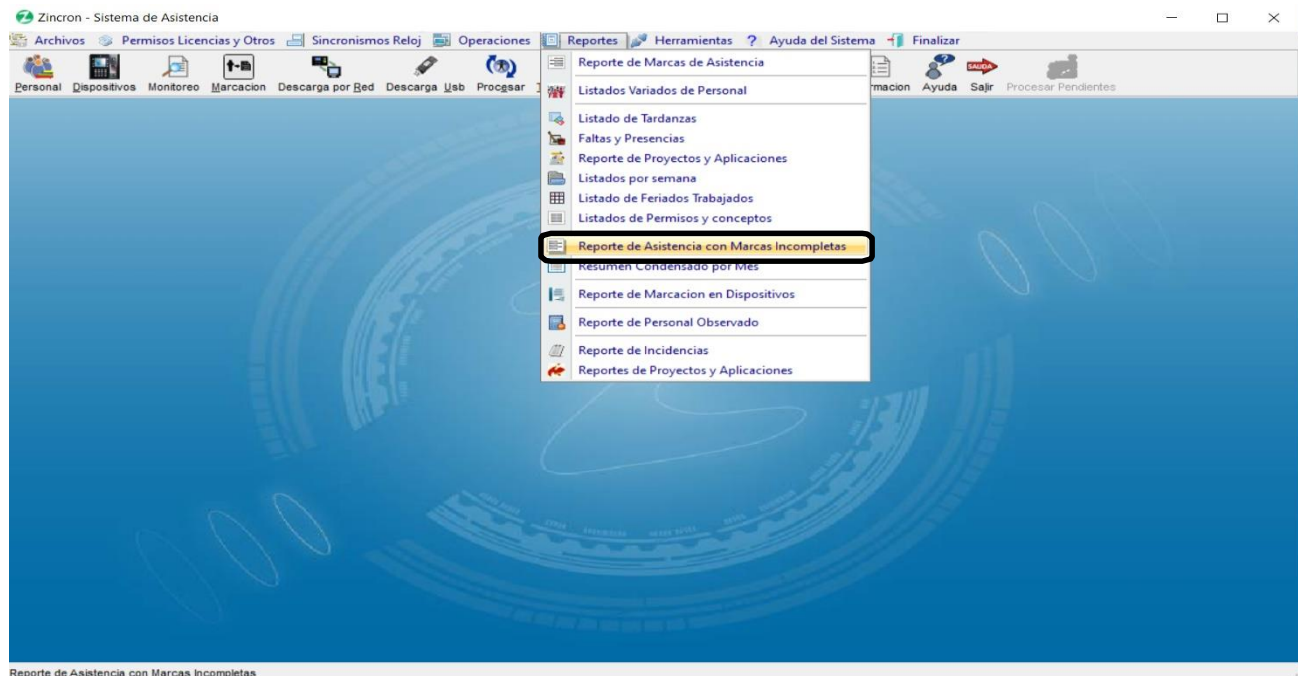 Zincron - Sistema de Asistencia
Archivos Permisos Licencias y Otros Sincronismos Reloj Operaciones Reportes Herramientas ? Ayuda del Sistema Finalizar
Personal Dispositivos Monitoreo Marcacion Descarga por Red Descarga Usb Procesar rmacion Ayuda Salir Procesar Pendientes
SALIDA
Reporte de Marcas de Asistencia
Listados Variados de Personal
Listado de Tardanzas
Faltas y Presencias
Reporte de Proyectos y Aplicaciones
Listados por semana
Listado de Feriados Trabajados
Listados de Permisos y conceptos
Reporte de Asistencia con Marcas Incompletas
Resumen Condensado por Mes
Reporte de Marcacion en Dispositivos
Reporte de Personal Observado
Reporte de Incidencias
Reportes de Proyectos y Aplicaciones
Reporte de Asistencia con Marcas Incompletas